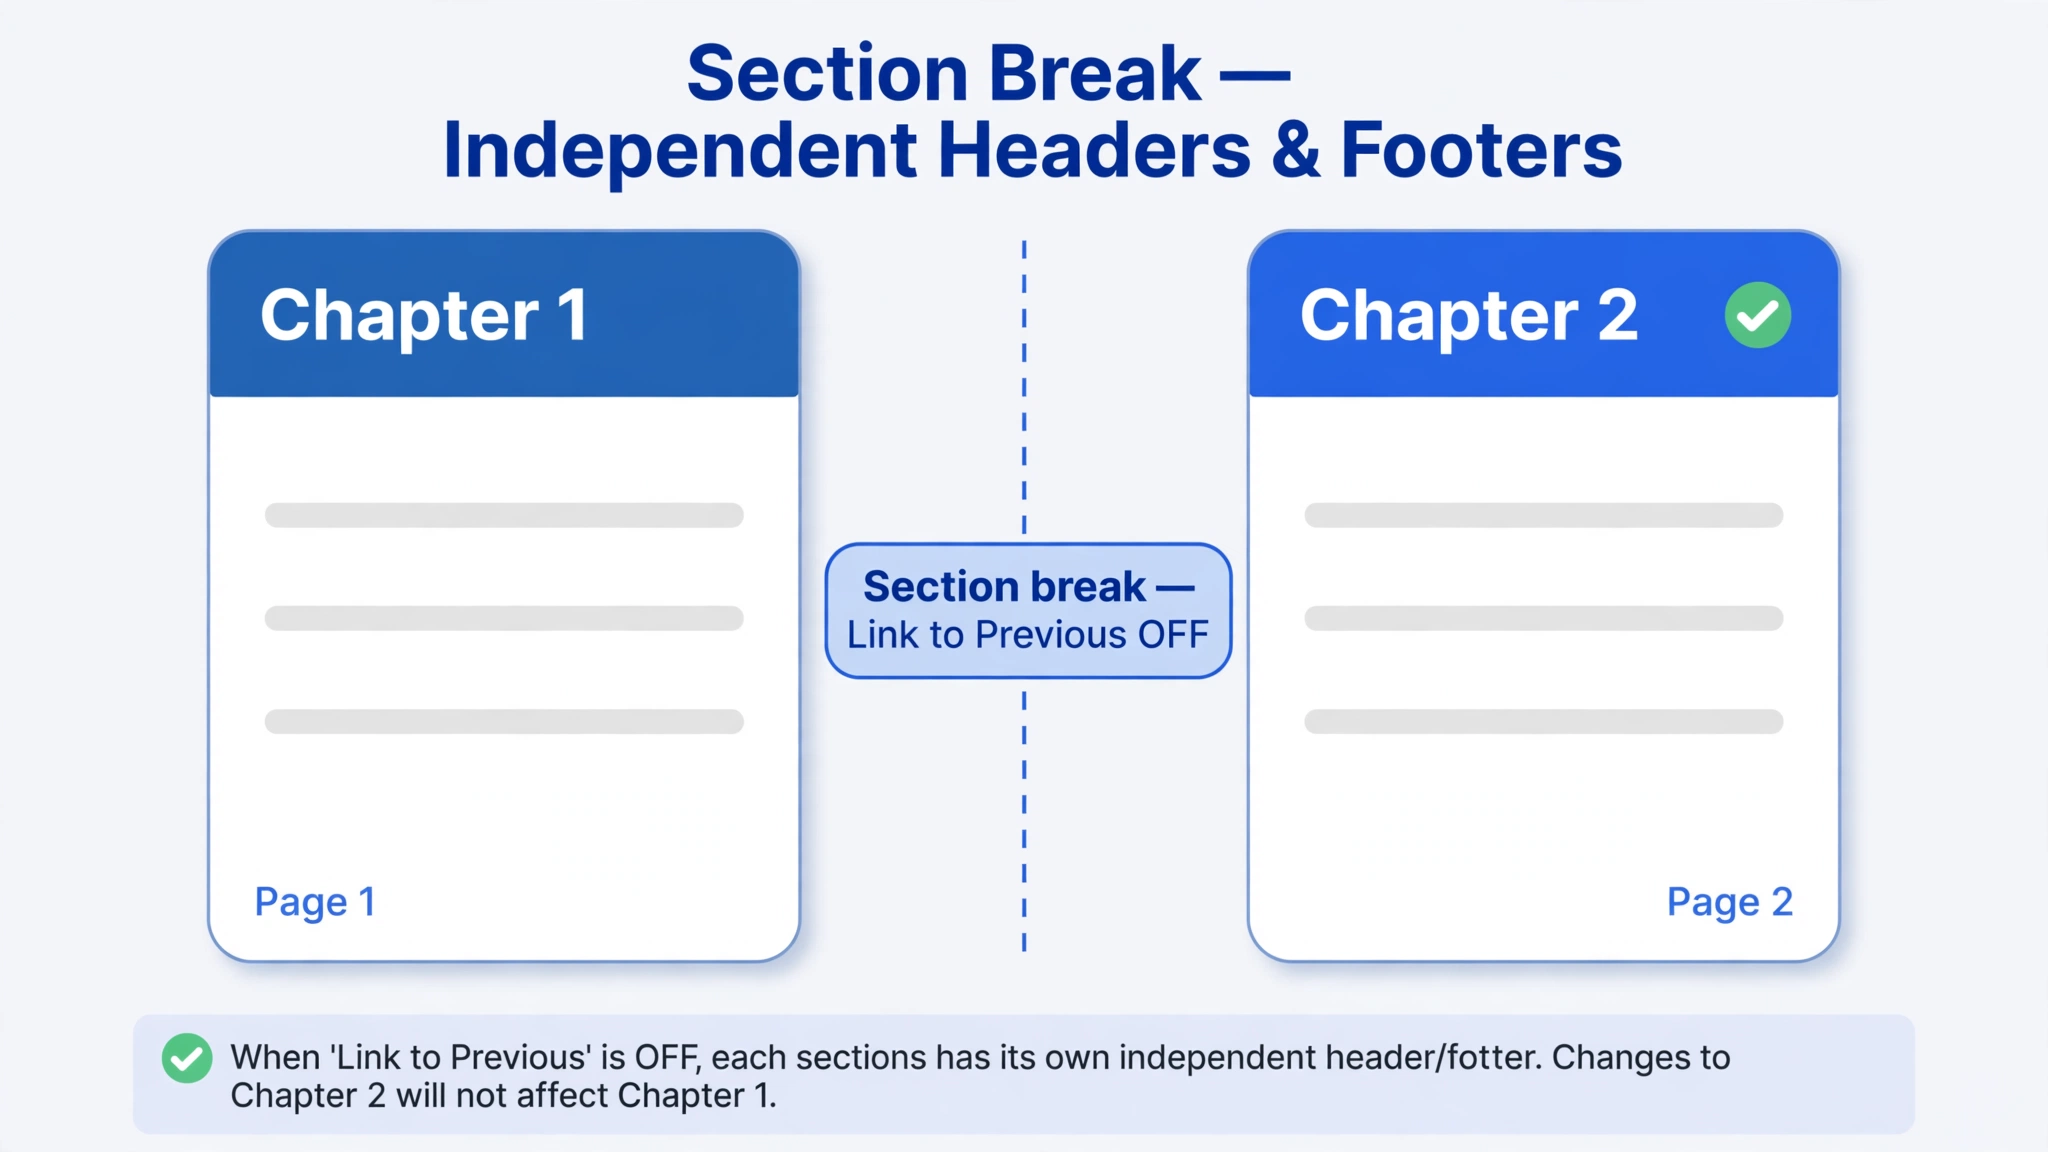 Section Break —
Independent Headers & Footers
Chapter 1
Chapter 2
Section break —
Link to Previous OFF
Page 1
Page 2
When 'Link to Previous' is OFF, each sections has its own independent header/fotter. Changes to
Chapter 2 will not affect Chapter 1.